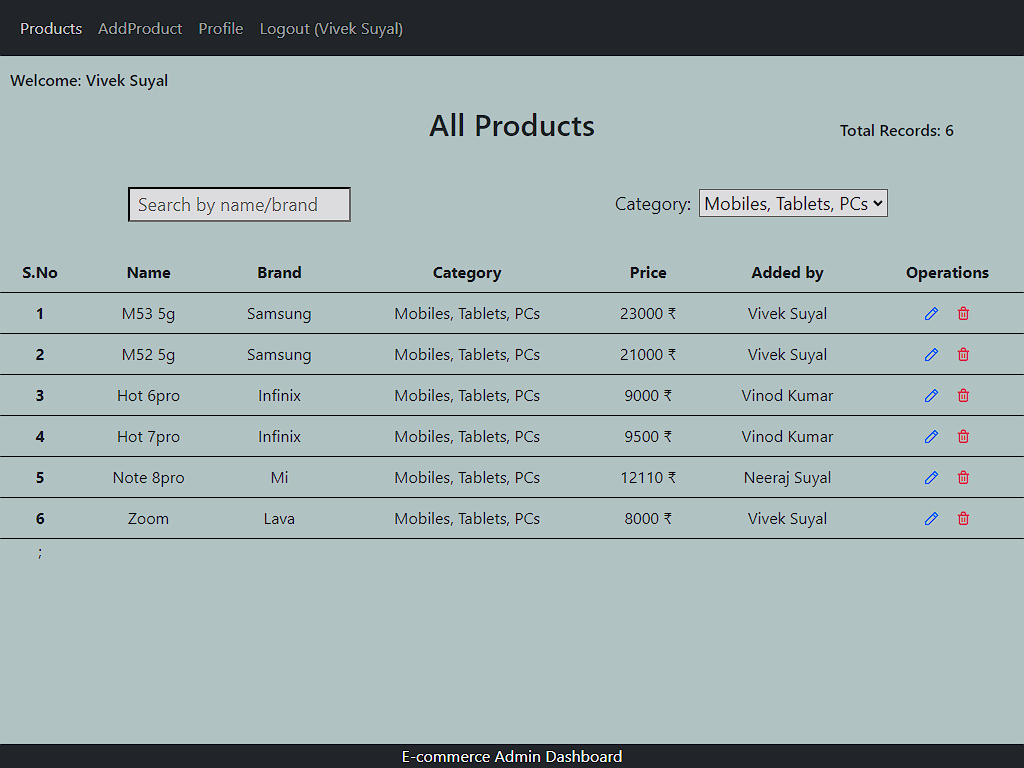 Products AddProduct Profile Logout (Vivek Suyal)
Welcome: Vivek Suyal
All Products
Total Records: 6
Search by name/brand
Category: Mobiles, Tablets, PCs
S.No Name Brand Category Price Added by Operations
1 M53 5g Samsung Mobiles, Tablets, PCs 23000 ₹ Vivek Suyal
2 M52 5g Samsung Mobiles, Tablets, PCs 21000 ₹ Vivek Suyal
3 Hot 6pro Infinix Mobiles, Tablets, PCs 9000 ₹ Vinod Kumar
4 Hot 7pro Infinix Mobiles, Tablets, PCs 9500 ₹ Vinod Kumar
5 Note 8pro Mi Mobiles, Tablets, PCs 12110 ₹ Neeraj Suyal
6 Zoom Lava Mobiles, Tablets, PCs 8000 ₹ Vivek Suyal
;
E-commerce Admin Dashboard